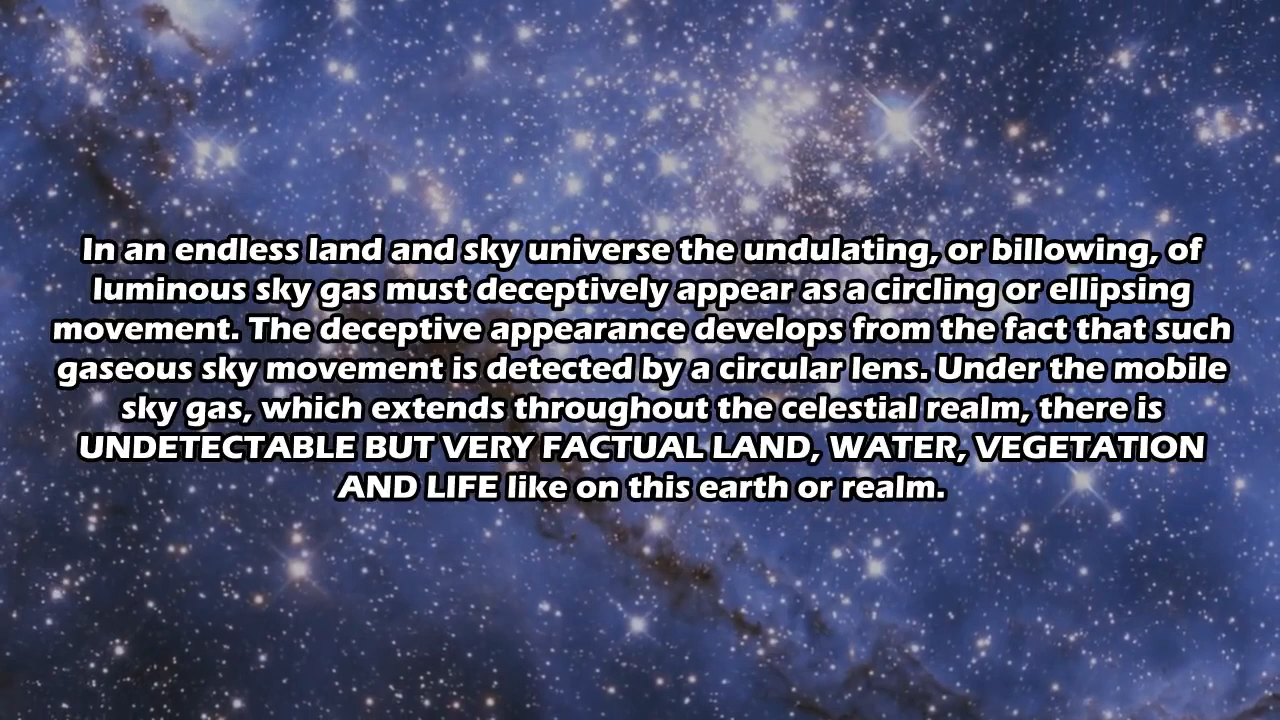 In an endless land and sky universe the undulating, or billowing, of
luminous sky gas must deceptively appear as a circling or ellipsing
movement. The deceptive appearance develops from the fact that such
gaseous sky movement is detected by a circular lens. Under the mobile
sky gas, which extends throughout the celestial realm, there is
UNDETECTABLE BUT VERY FACTUAL LAND, WATER, VEGETATION
AND LIFE like on this earth or realm.